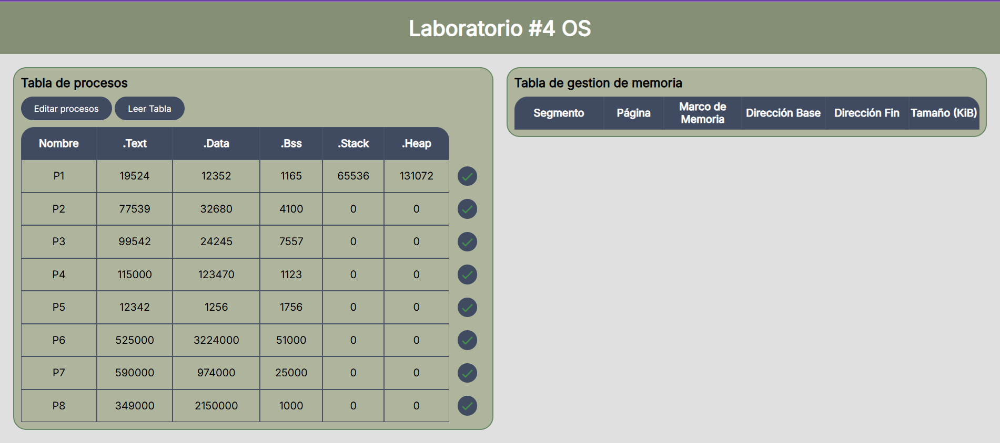 Laboratorio #4 OS
Tabla de procesos
Editar procesos Leer Tabla
Nombre .Text .Data .Bss .Stack .Heap
P1 19524 12352 1165 65536 131072
P2 77539 32680 4100 0 0
P3 99542 24245 7557 0 0
P4 115000 123470 1123 0 0
P5 12342 1256 1756 0 0
P6 525000 3224000 51000 0 0
P7 590000 974000 25000 0 0
P8 349000 2150000 1000 0 0
Tabla de gestion de memoria
Segmento Página Marco de Memoria Dirección Base Dirección Fin Tamaño (KiB)